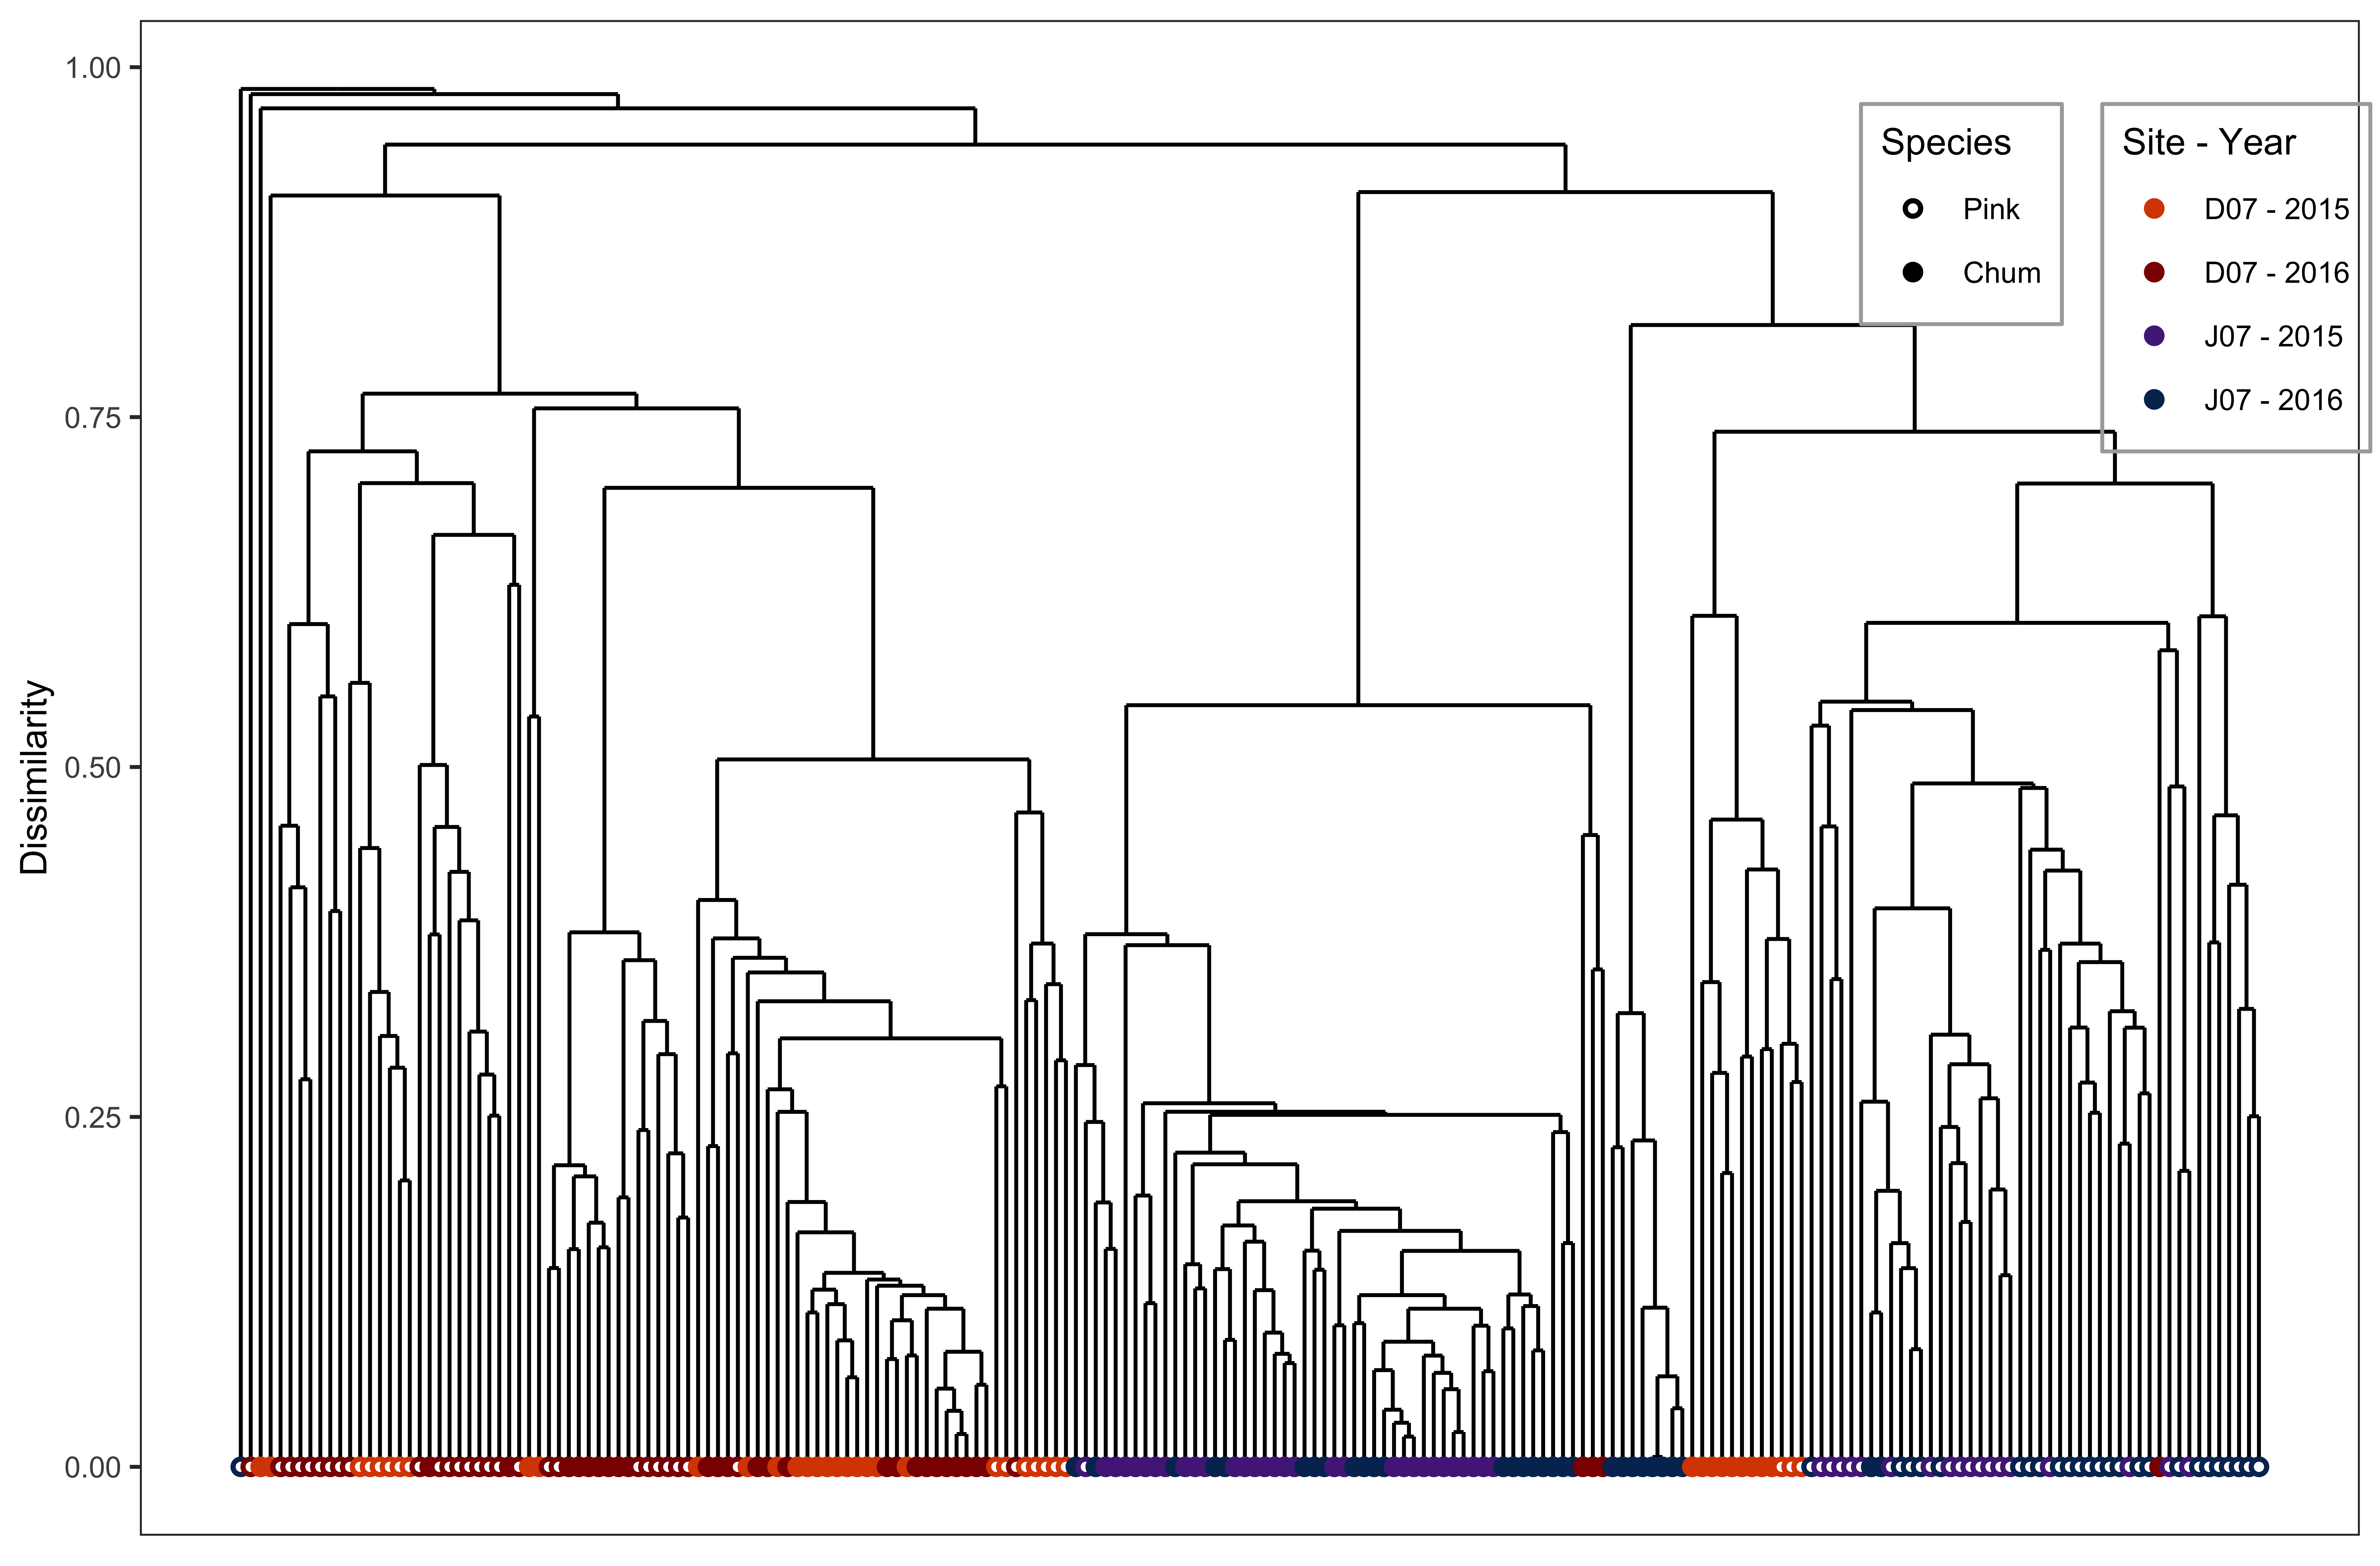 1.00
0.75
0.50
0.25
0.00
Dissimilarity
Species
Pink
Chum
Site - Year
D07 - 2015
D07 - 2016
J07 - 2015
J07 - 2016